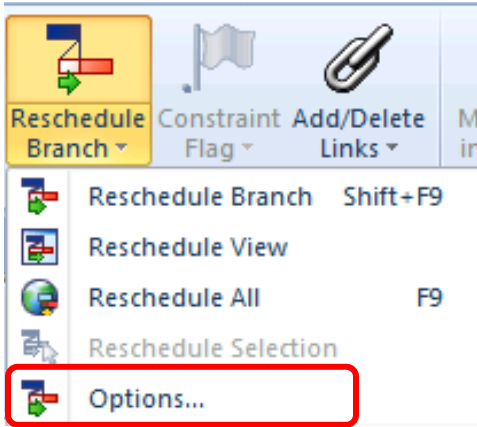 Reschedule Constraint Add/Delete M
Branch Flag Links in
Reschedule Branch Shift+F9
Reschedule View
Reschedule All F9
Reschedule Selection
Options...